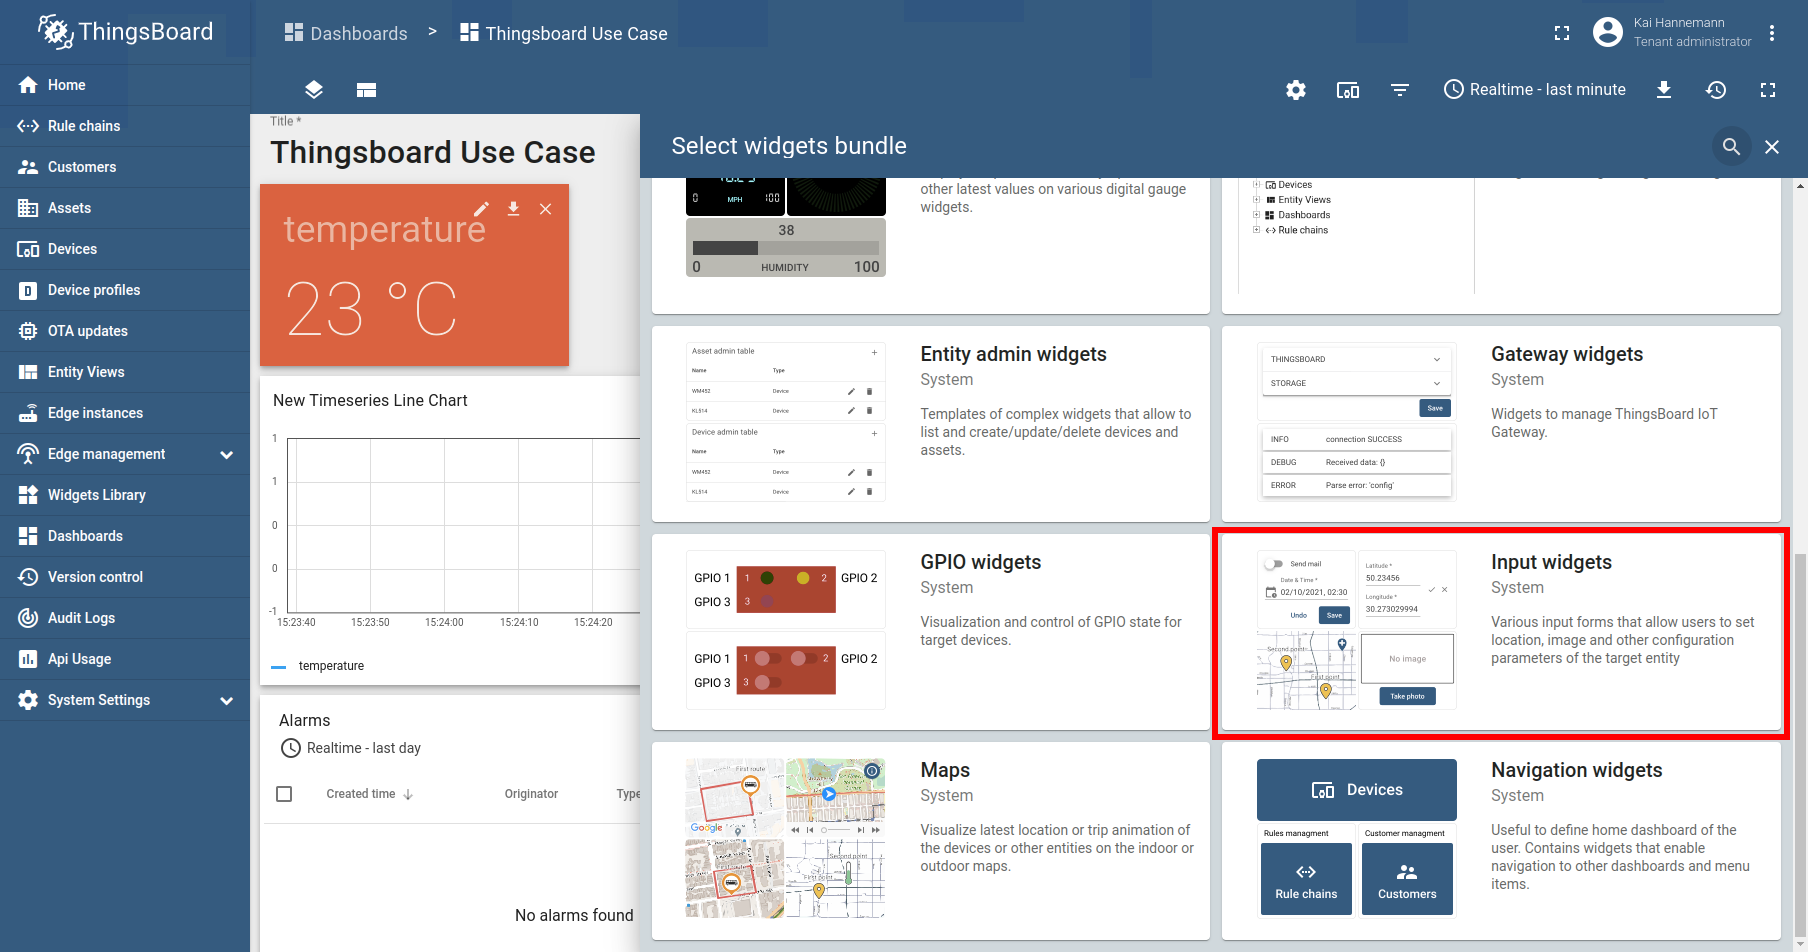 ThingsBoard
Dashboards > Thingsboard Use Case
Kai Hannemann
Tenant administrator
Home
Rule chains
Customers
Assets
Devices
Device profiles
OTA updates
Entity Views
Edge instances
Edge management
Widgets Library
Dashboards
Version control
Audit Logs
Api Usage
System Settings
Realtime - last minute
Title *
Thingsboard Use Case
temperature
23 °C
New Timeseries Line Chart
1
1
0
0
-1
15:23:40 15:23:50 15:24:00 15:24:10 15:24:20
temperature
Alarms
Realtime - last day
Created time Originator Type
No alarms found
Select widgets bundle
0 MPH 100
38
0 HUMIDITY 100
other latest values on various digital gauge
widgets.
Devices
Entity Views
Dashboards
Rule chains
Asset admin table +
Name Type
WM452 Device
KL514 Device
Device admin table +
Name Type
WM452 Device
KL514 Device
Entity admin widgets
System
Templates of complex widgets that allow to
list and create/update/delete devices and
assets.
THINGSBOARD
STORAGE
Save
INFO connection SUCCESS
DEBUG Received data: {}
ERROR Parse error: 'config'
Gateway widgets
System
Widgets to manage ThingsBoard IoT
Gateway.
GPIO 1 1 2 GPIO 2
GPIO 3 3
GPIO 1 1 2 GPIO 2
GPIO 3 3
GPIO widgets
System
Visualization and control of GPIO state for
target devices.
Send mail
Date & Time *
02/10/2021, 02:30
Undo Save
Latitude *
50.23456
Longitude *
30.273029994
Second point
First point
No image
Take photo
Input widgets
System
Various input forms that allow users to set
location, image and other configuration
parameters of the target entity
First route
Google
Second point
First point
Maps
System
Visualize latest location or trip animation of
the devices or other entities on the indoor or
outdoor maps.
Devices
Rules managment
Rule chains
Customer managment
Customers
Navigation widgets
System
Useful to define home dashboard of the
user. Contains widgets that enable
navigation to other dashboards and menu
items.